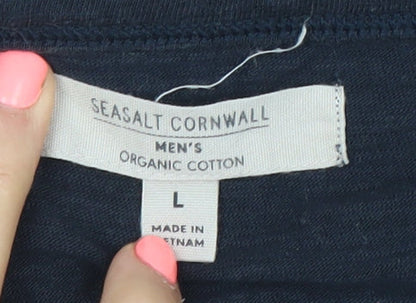 SEASALT CORNWALL
MEN'S
ORGANIC COTTON
L
MADE IN
ETNAM